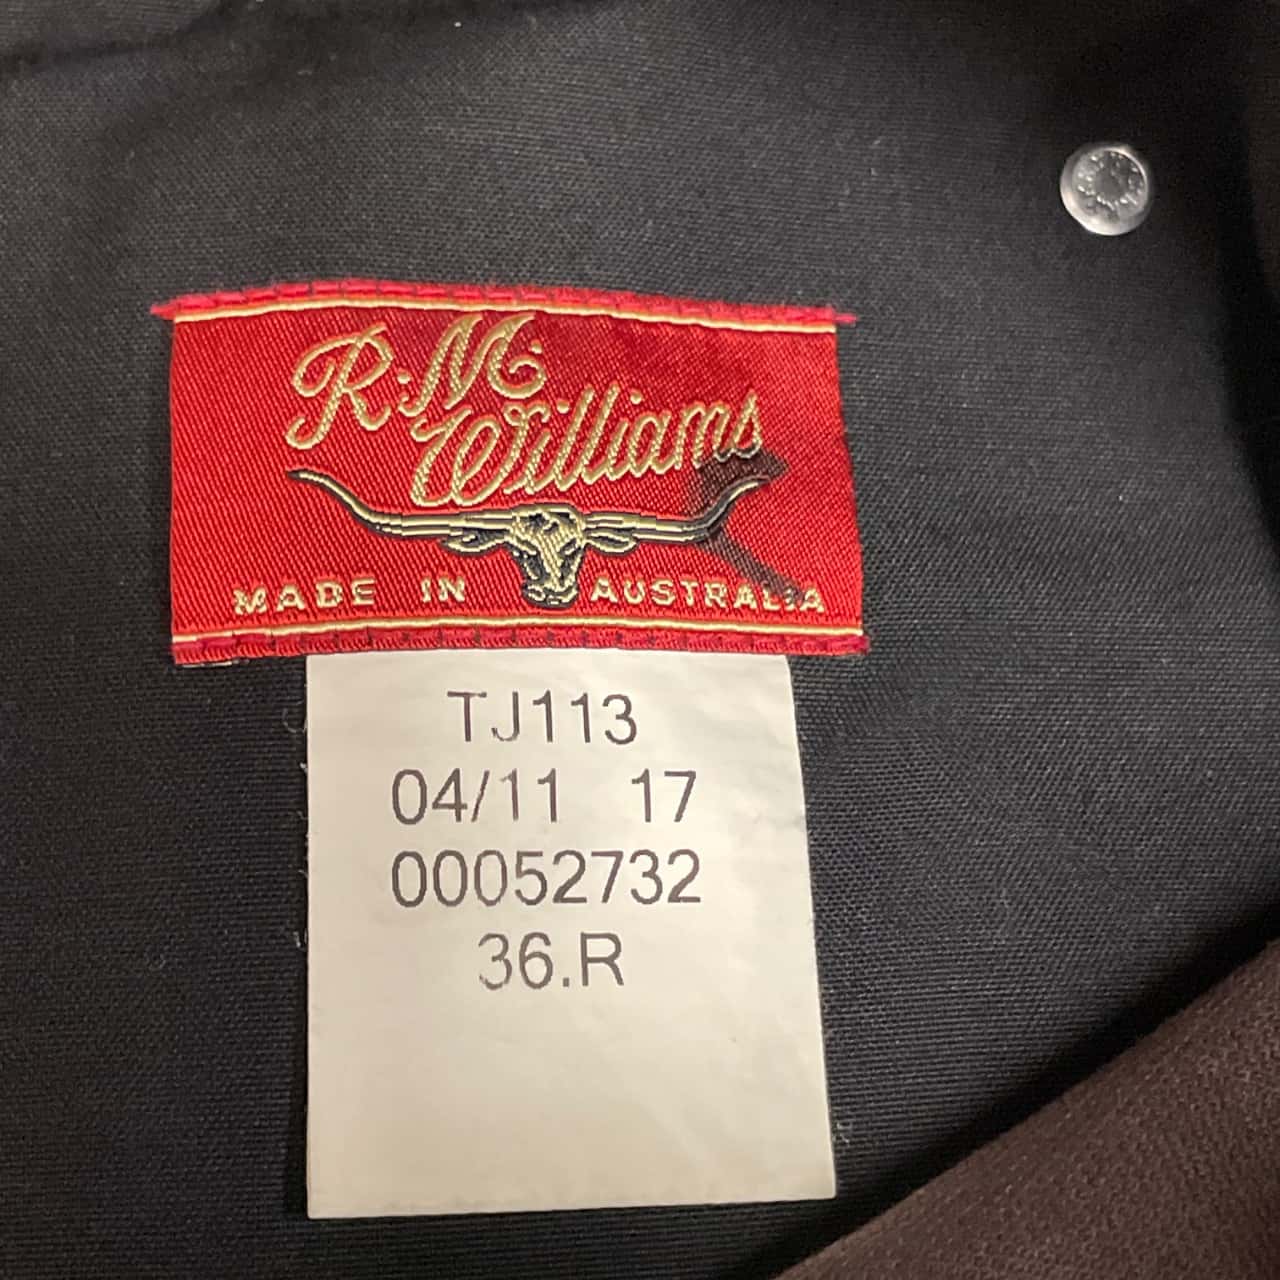 R.M.
Williams
MADE IN AUSTRALIA
TJ113
04/11 17
00052732
36.R